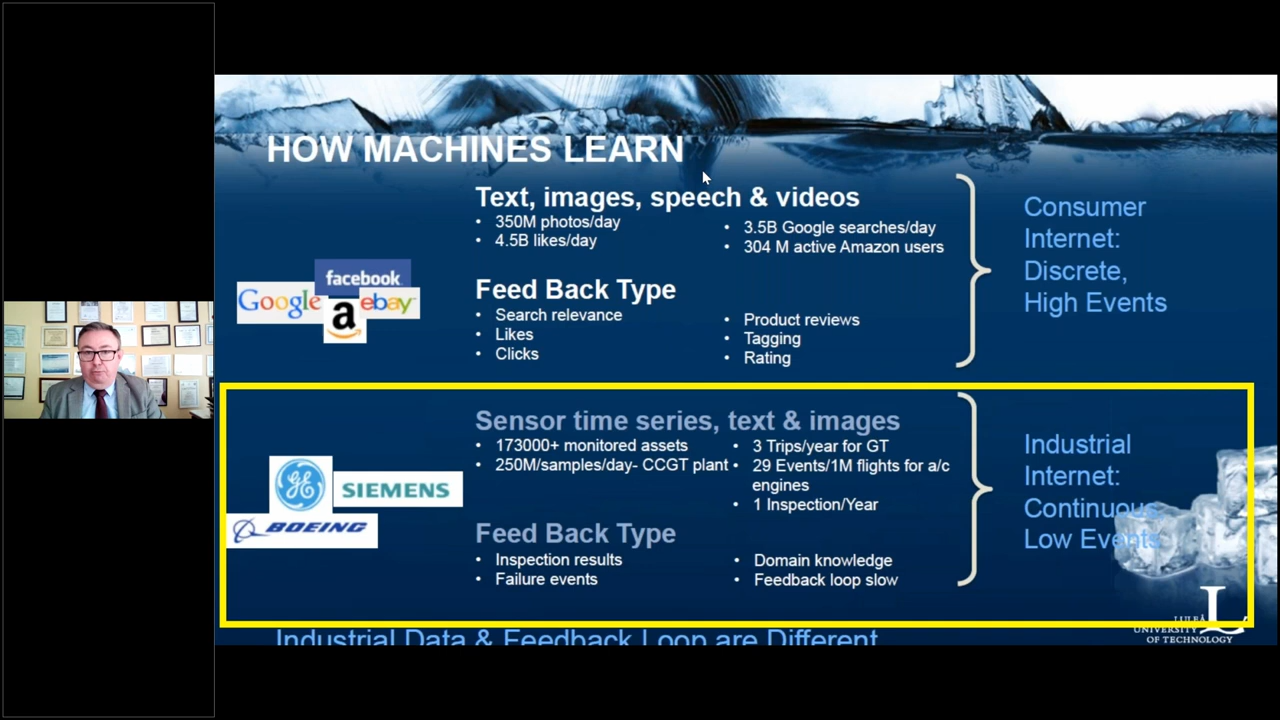 HOW MACHINES LEARN
Text, images, speech & videos
• 350M photos/day
• 4.5B likes/day
• 3.5B Google searches/day
• 304 M active Amazon users
Consumer
Internet:
Discrete,
High Events
facebook
Google
ebay
a
Feed Back Type
• Search relevance
• Likes
• Clicks
• Product reviews
• Tagging
• Rating
Sensor time series, text & images
• 173000+ monitored assets
• 250M/samples/day- CCGT plant
• 3 Trips/year for GT
• 29 Events/1M flights for a/c
engines
• 1 Inspection/Year
Industrial
Internet:
Continuous,
Low Events
GE
SIEMENS
BOEING
Feed Back Type
• Inspection results
• Failure events
• Domain knowledge
• Feedback loop slow
Industrial Data & Feedback Loop are Different
L
LULEÅ
UNIVERSITY
OF TECHNOLOGY